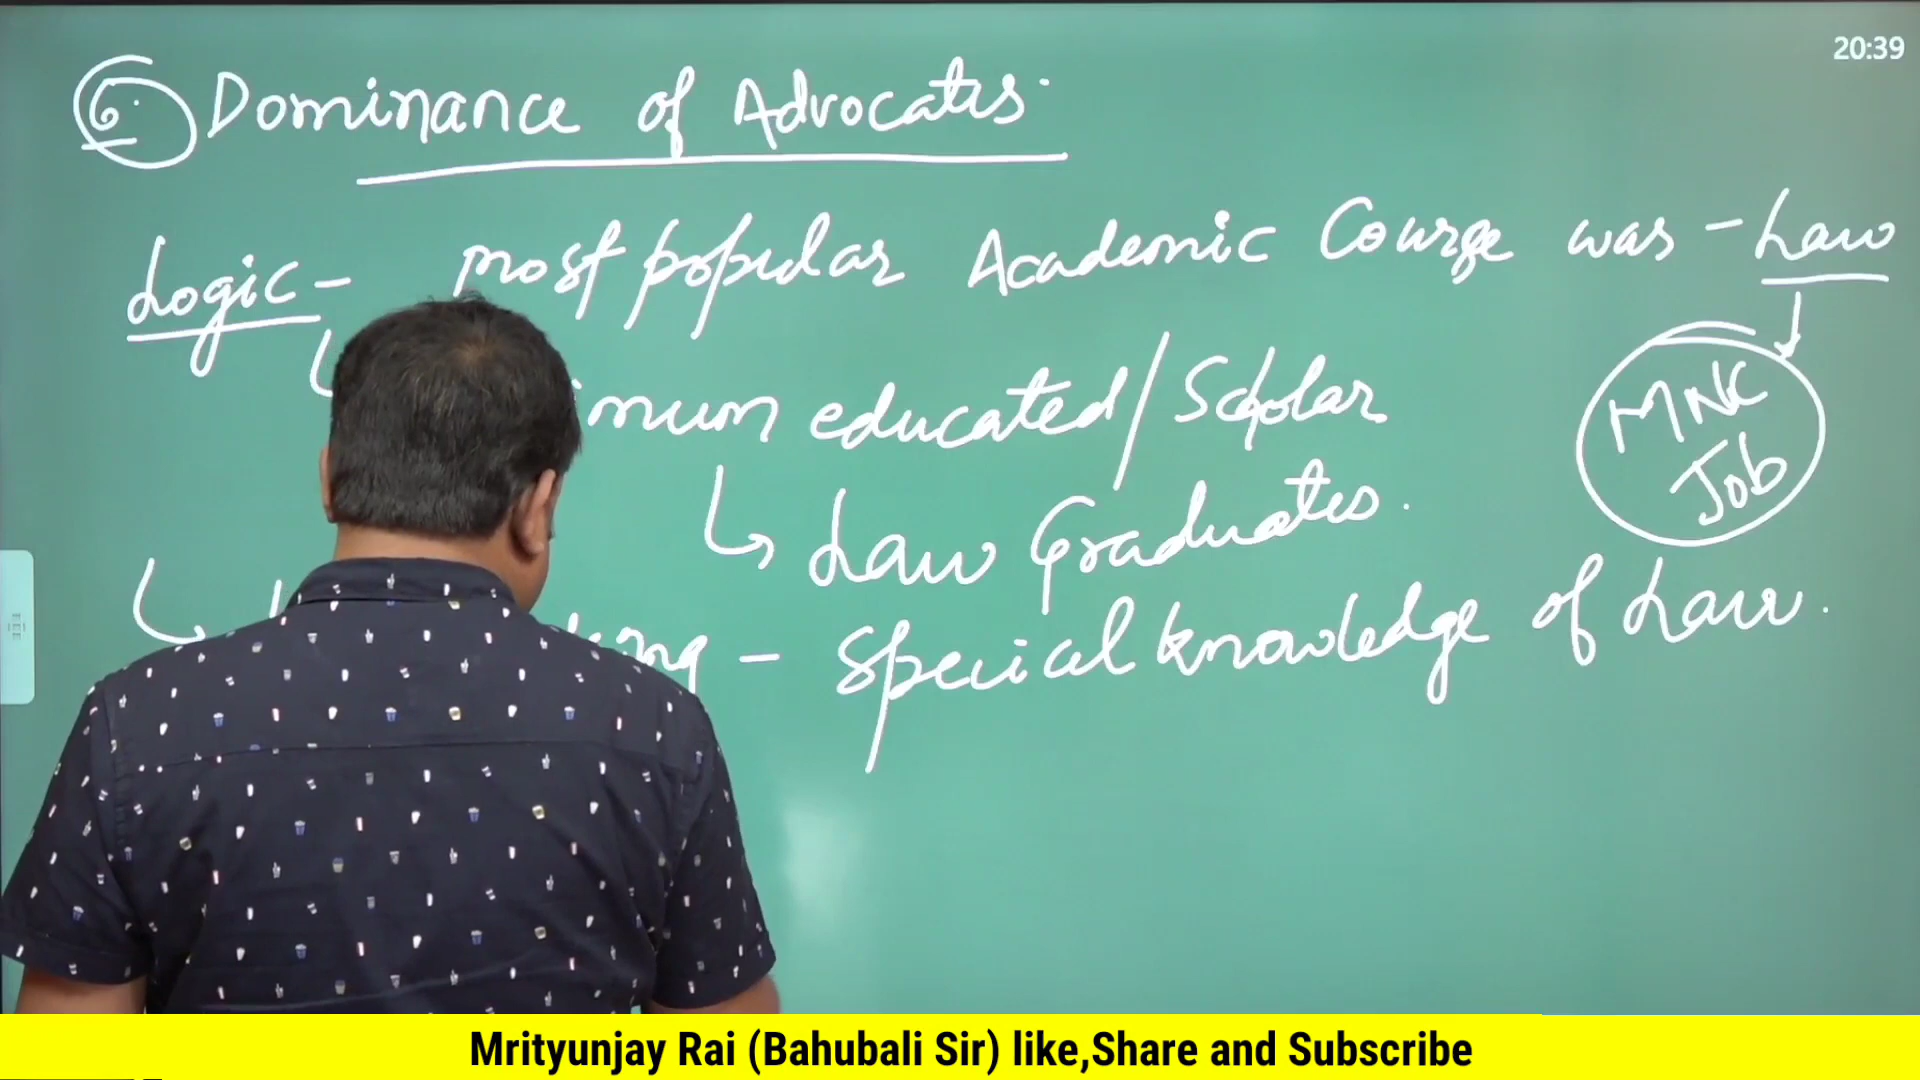 20:39
6. Dominance of Advocates.
Logic - most popular Academic Course was - Law
MNC
Job
educated / Scholar
Law Graduates.
- Special knowledge of Law.
Mrityunjay Rai (Bahubali Sir) like,Share and Subscribe